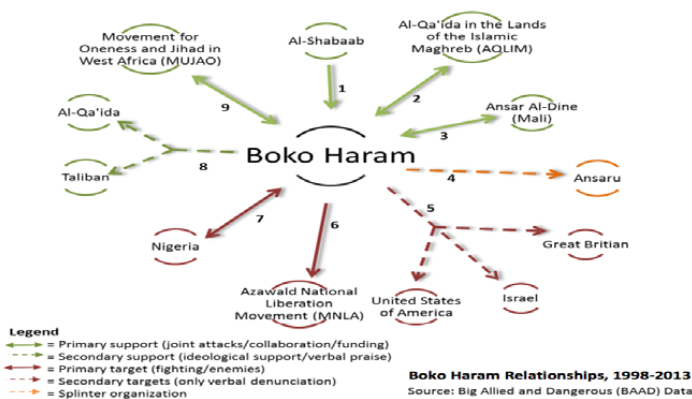 Movement for
Oneness and Jihad in
West Africa (MUJAO)
Al-Shabaab
Al-Qa'ida in the Lands
of the Islamic
Maghreb (AQLIM)
1
2
9
Al-Qa'ida
Ansar Al-Dine
(Mali)
3
Boko Haram
8
4
Taliban
Ansaru
5
7
6
Nigeria
Great Britian
Azawald National
Liberation
Movement (MNLA)
United States
of America
Israel
Legend
= Primary support (joint attacks/collaboration/funding)
= Secondary support (ideological support/verbal praise)
= Primary target (fighting/enemies)
= Secondary targets (only verbal denunciation)
= Splinter organization
Boko Haram Relationships, 1998-2013
Source: Big Allied and Dangerous (BAAD) Data